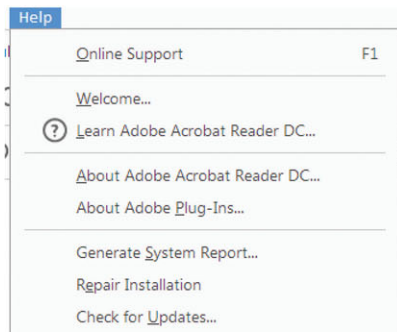 Help
Online Support F1
Welcome...
Learn Adobe Acrobat Reader DC...
About Adobe Acrobat Reader DC...
About Adobe Plug-Ins...
Generate System Report...
Repair Installation
Check for Updates...